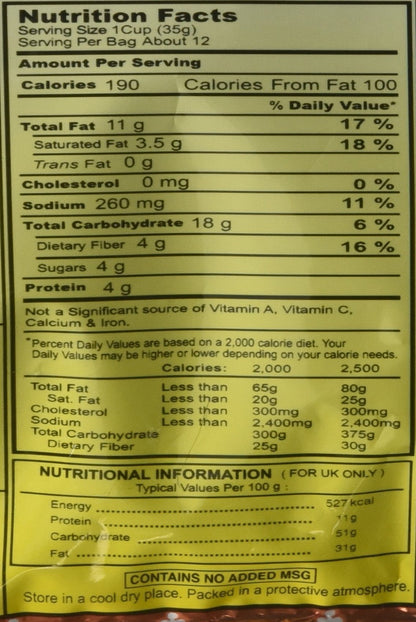 Nutrition Facts
Serving Size 1Cup (35g)
Serving Per Bag About 12
Amount Per Serving
Calories 190 Calories From Fat 100
% Daily Value*
Total Fat 11 g 17 %
Saturated Fat 3.5 g 18 %
Trans Fat 0 g
Cholesterol 0 mg 0 %
Sodium 260 mg 11 %
Total Carbohydrate 18 g 6 %
Dietary Fiber 4 g 16 %
Sugars 4 g
Protein 4 g
Not a Significant source of Vitamin A, Vitamin C,
Calcium & Iron.
*Percent Daily Values are based on a 2,000 calorie diet. Your
Daily Values may be higher or lower depending on your calorie needs.
Calories: 2,000 2,500
Total Fat Less than 65g 80g
Sat. Fat Less than 20g 25g
Cholesterol Less than 300mg 300mg
Sodium Less than 2,400mg 2,400mg
Total Carbohydrate 300g 375g
Dietary Fiber 25g 30g
NUTRITIONAL INFORMATION (FOR UK ONLY)
Typical Values Per 100 g :
Energy 527 kcal
Protein 11g
Carbohydrate 51g
Fat 31g
CONTAINS NO ADDED MSG
Store in a cool dry place. Packed in a protective atmosphere.